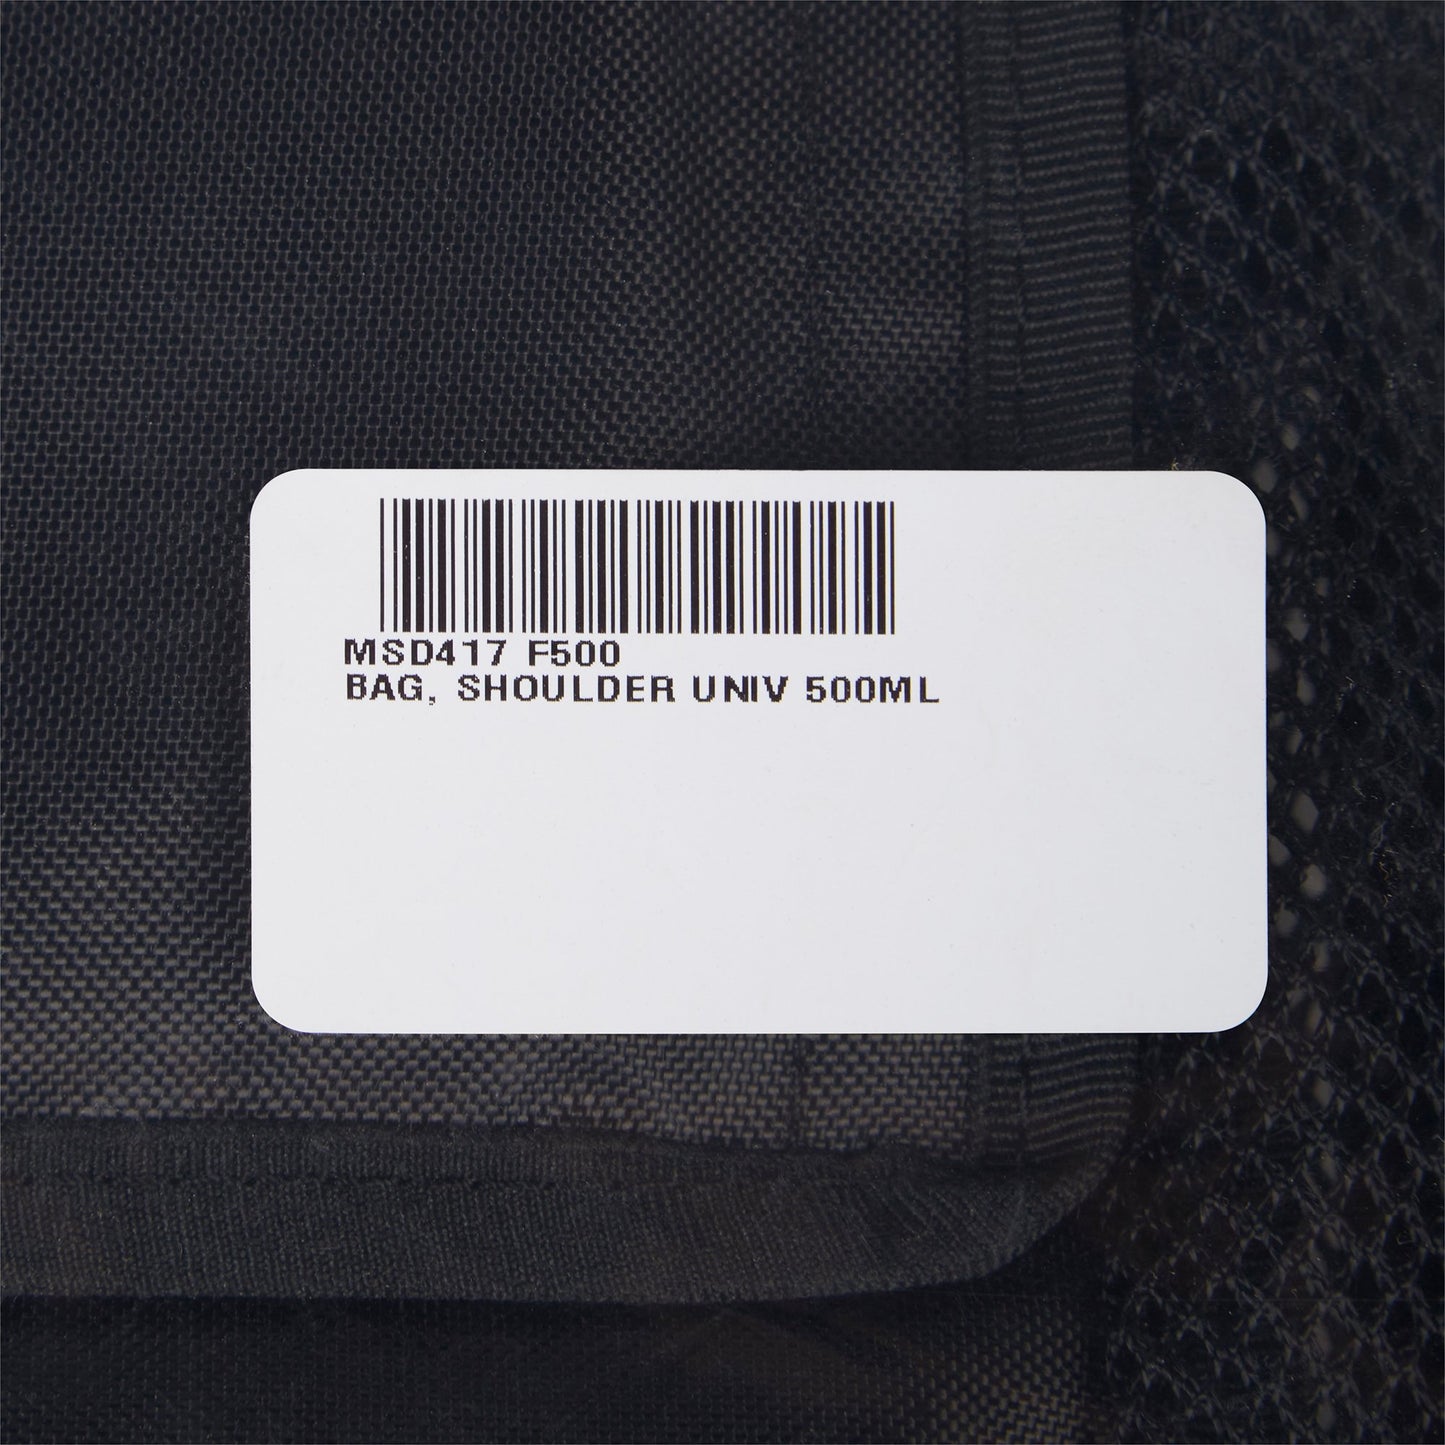 MSD417 F500
BAG, SHOULDER UNIV 500ML